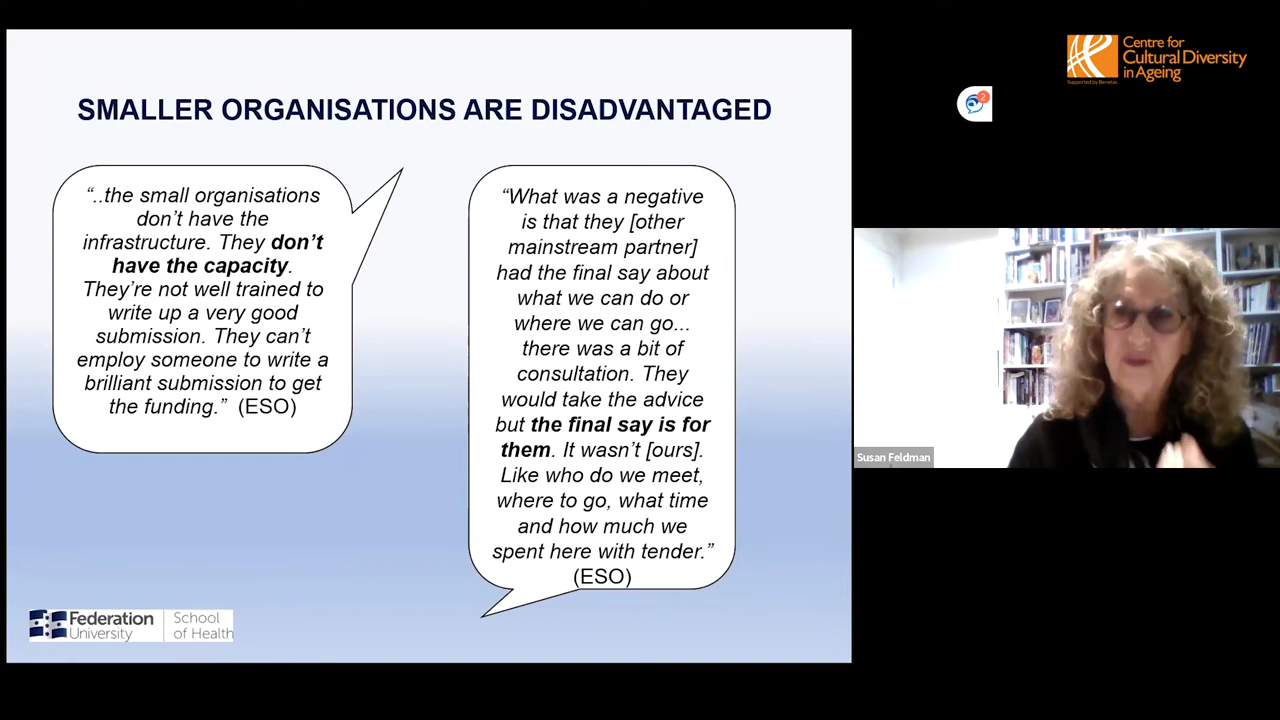 SMALLER ORGANISATIONS ARE DISADVANTAGED
“..the small organisations
don’t have the
infrastructure. They don’t
have the capacity.
They’re not well trained to
write up a very good
submission. They can’t
employ someone to write a
brilliant submission to get
the funding.” (ESO)
“What was a negative
is that they [other
mainstream partner]
had the final say about
what we can do or
where we can go...
there was a bit of
consultation. They
would take the advice
but the final say is for
them. It wasn’t [ours].
Like who do we meet,
where to go, what time
and how much we
spent here with tender.”
(ESO)
Federation
University
School
of Health
Centre for
Cultural Diversity
in Ageing
Supported by Benetas
2
Susan Feldman